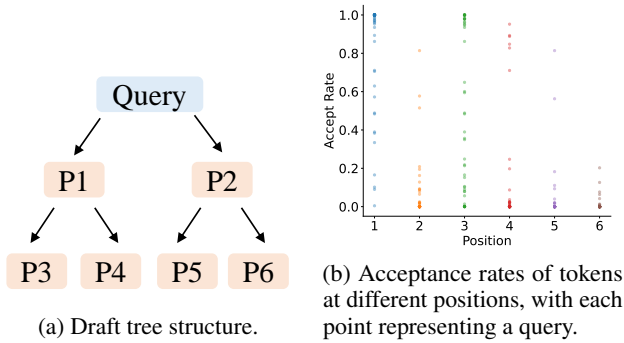 Query
P1 P2
P3 P4 P5 P6
(a) Draft tree structure.
Accept Rate
1.0
0.8
0.6
0.4
0.2
0.0
1 2 3 4 5 6
Position
(b) Acceptance rates of tokens
at different positions, with each
point representing a query.